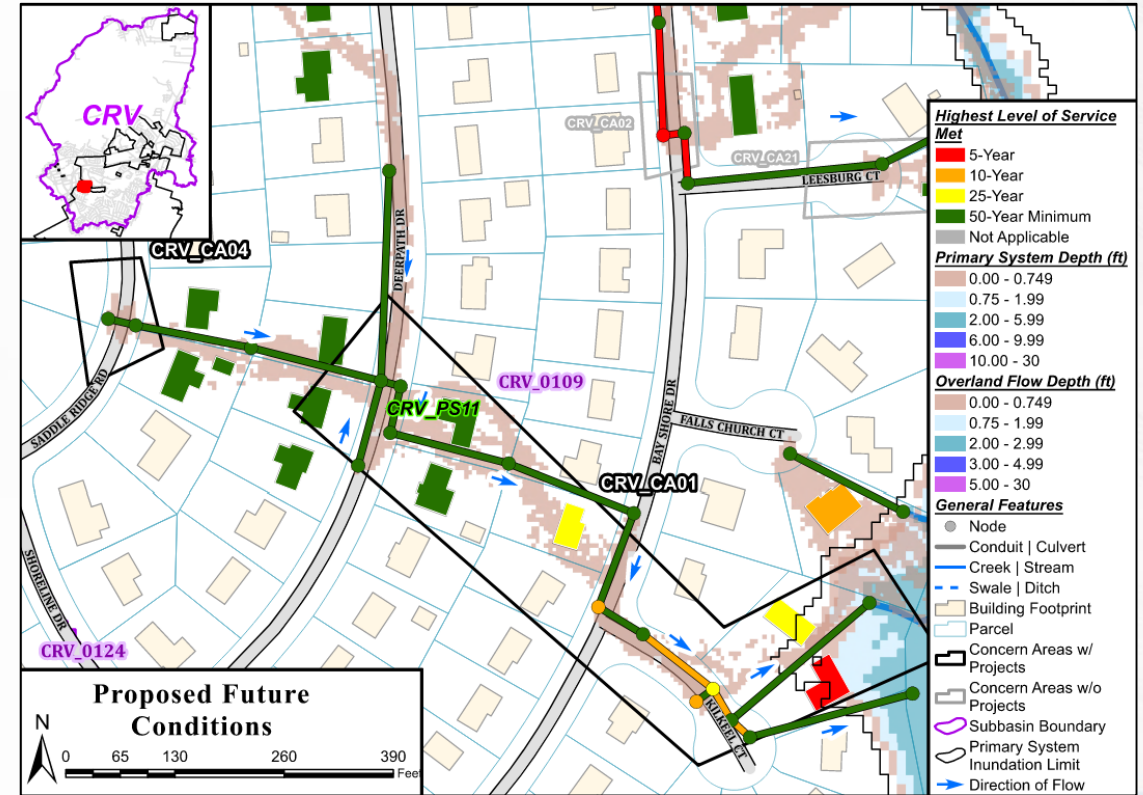 CRV
CRV_CA04
CRV_CA02
CRV_CA21
LEESBURG CT
DEERPATH DR
SADDLE RIDGE RD
CRV_0109
CRV_PS11
BAY SHORE DR
FALLS CHURCH CT
CRV_CA01
SHORELINE DR
CRV_0124
KILKEEL CT
Proposed Future
Conditions
N
0 65 130 260 390
Feet
Highest Level of Service
Met
5-Year
10-Year
25-Year
50-Year Minimum
Not Applicable
Primary System Depth (ft)
0.00 - 0.749
0.75 - 1.99
2.00 - 5.99
6.00 - 9.99
10.00 - 30
Overland Flow Depth (ft)
0.00 - 0.749
0.75 - 1.99
2.00 - 2.99
3.00 - 4.99
5.00 - 30
General Features
Node
Conduit | Culvert
Creek | Stream
Swale | Ditch
Building Footprint
Parcel
Concern Areas w/
Projects
Concern Areas w/o
Projects
Subbasin Boundary
Primary System
Inundation Limit
Direction of Flow